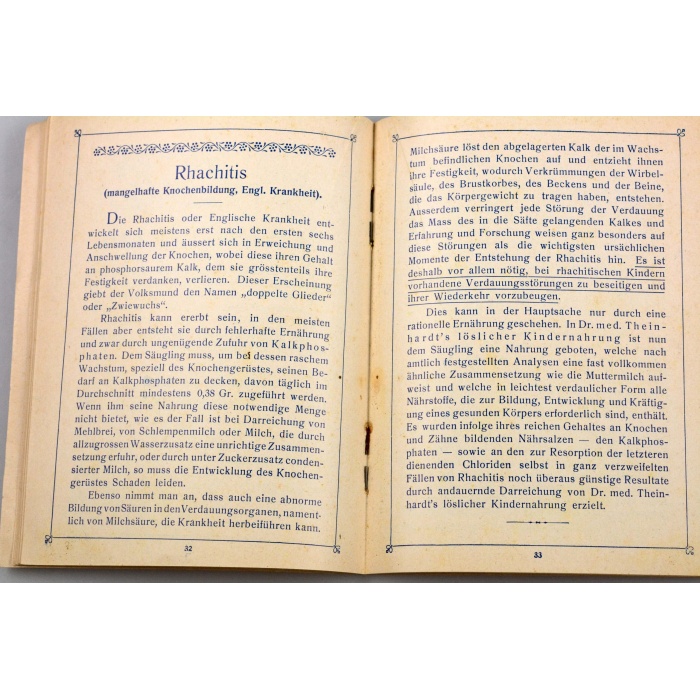 Rhachitis
(mangelhafte Knochenbildung, Engl. Krankheit).
Die Rhachitis oder Englische Krankheit ent-
wickelt sich meistens erst nach den ersten sechs
Lebensmonaten und äussert sich in Erweichung und
Anschwellung der Knochen, wobei diese ihren Gehalt
an phosphorsaurem Kalk, dem sie grösstenteils ihre
Festigkeit verdanken, verlieren. Dieser Erscheinung
giebt der Volksmund den Namen „doppelte Glieder"
oder „Zwiewuchs".
Rhachitis kann ererbt sein, in den meisten
Fällen aber entsteht sie durch fehlerhafte Ernährung
und zwar durch ungenügende Zufuhr von Kalkphos-
phaten. Dem Säugling muss, um bei dessen raschem
Wachstum, speziell des Knochengerüstes, seinen Be-
darf an Kalkphosphaten zu decken, davon täglich im
Durchschnitt mindestens 0,38 Gr. zugeführt werden.
Wenn ihm seine Nahrung diese notwendige Menge
nicht bietet, wie es der Fall ist bei Darreichung von
Mehlbrei, von Schlempenmilch oder Milch, die durch
allzugrossen Wasserzusatz eine unrichtige Zusammen-
setzung erfuhr, oder durch unter Zuckerzusatz conden-
sierter Milch, so muss die Entwicklung des Knochen-
gerüstes Schaden leiden.
Ebenso nimmt man an, dass auch eine abnorme
Bildung von Säuren in den Verdauungsorganen, nament-
lich von Milchsäure, die Krankheit herbeiführen kann.
32
Milchsäure löst den abgelagerten Kalk der im Wachs-
tum befindlichen Knochen auf und entzieht ihnen
ihre Festigkeit, wodurch Verkrümmungen der Wirbel-
säule, des Brustkorbes, des Beckens und der Beine,
die das Körpergewicht zu tragen haben, entstehen.
Ausserdem verringert jede Störung der Verdauung
das Mass des in die Säfte gelangenden Kalkes und
Erfahrung und Forschung weisen ganz besonders auf
diese Störungen als die wichtigsten ursächlichen
Momente der Entstehung der Rhachitis hin. Es ist
deshalb vor allem nötig, bei rhachitischen Kindern
vorhandene Verdauungsstörungen zu beseitigen und
ihrer Wiederkehr vorzubeugen.
Dies kann in der Hauptsache nur durch eine
rationelle Ernährung geschehen. In Dr. med. Thein-
hardt's löslicher Kindernahrung ist nun
dem Säugling eine Nahrung geboten, welche nach
amtlich festgestellten Analysen eine fast vollkommen
ähnliche Zusammensetzung wie die Muttermilch auf-
weist und welche in leichtest verdaulicher Form alle
Nährstoffe, die zur Bildung, Entwicklung und Kräftig-
ung eines gesunden Körpers erforderlich sind, enthält.
Es wurden infolge ihres reichen Gehaltes an Knochen
und Zähne bildenden Nährsalzen — den Kalkphos-
phaten — sowie an den zur Resorption der letzteren
dienenden Chloriden selbst in ganz verzweifelten
Fällen von Rhachitis noch überaus günstige Resultate
durch andauernde Darreichung von Dr. med. Thein-
hardt's löslicher Kindernahrung erzielt.
33